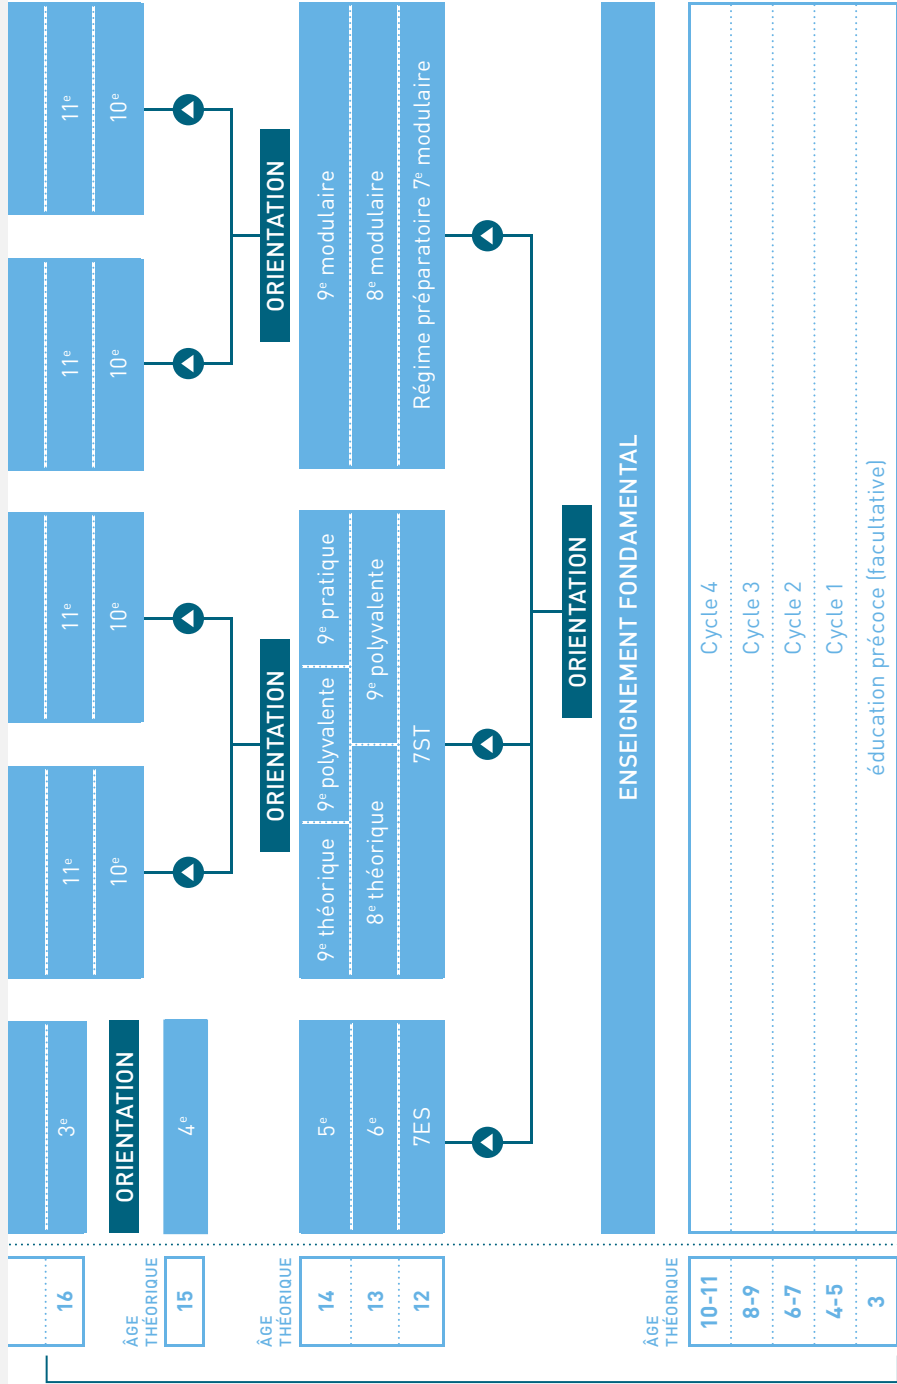 16
3e
11e
11e
11e
11e
ORIENTATION
10e
10e
10e
10e
ÂGE
THÉORIQUE
15
4e
ÂGE
THÉORIQUE
ORIENTATION
ORIENTATION
14
5e
9e théorique
9e polyvalente
9e pratique
9e modulaire
13
6e
8e théorique
9e polyvalente
8e modulaire
12
7ES
7ST
Régime préparatoire 7e modulaire
ORIENTATION
ENSEIGNEMENT FONDAMENTAL
ÂGE
THÉORIQUE
10-11
Cycle 4
8-9
Cycle 3
6-7
Cycle 2
4-5
Cycle 1
3
éducation précoce (facultative)